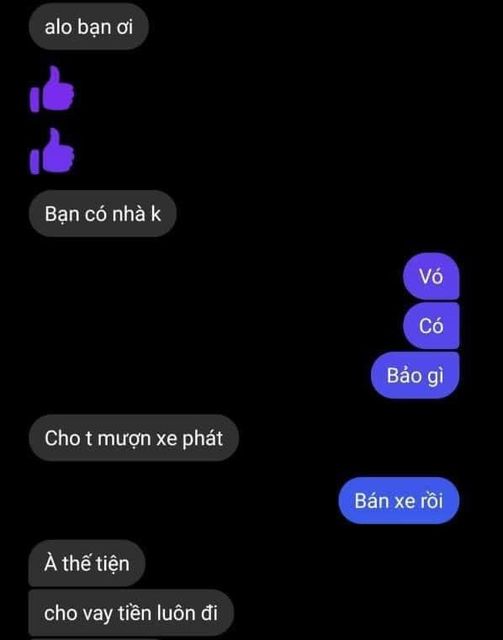 alo bạn ơi
Bạn có nhà k
Vó
Có
Bảo gì
Cho t mượn xe phát
Bán xe rồi
À thế tiện
cho vay tiền luôn đi